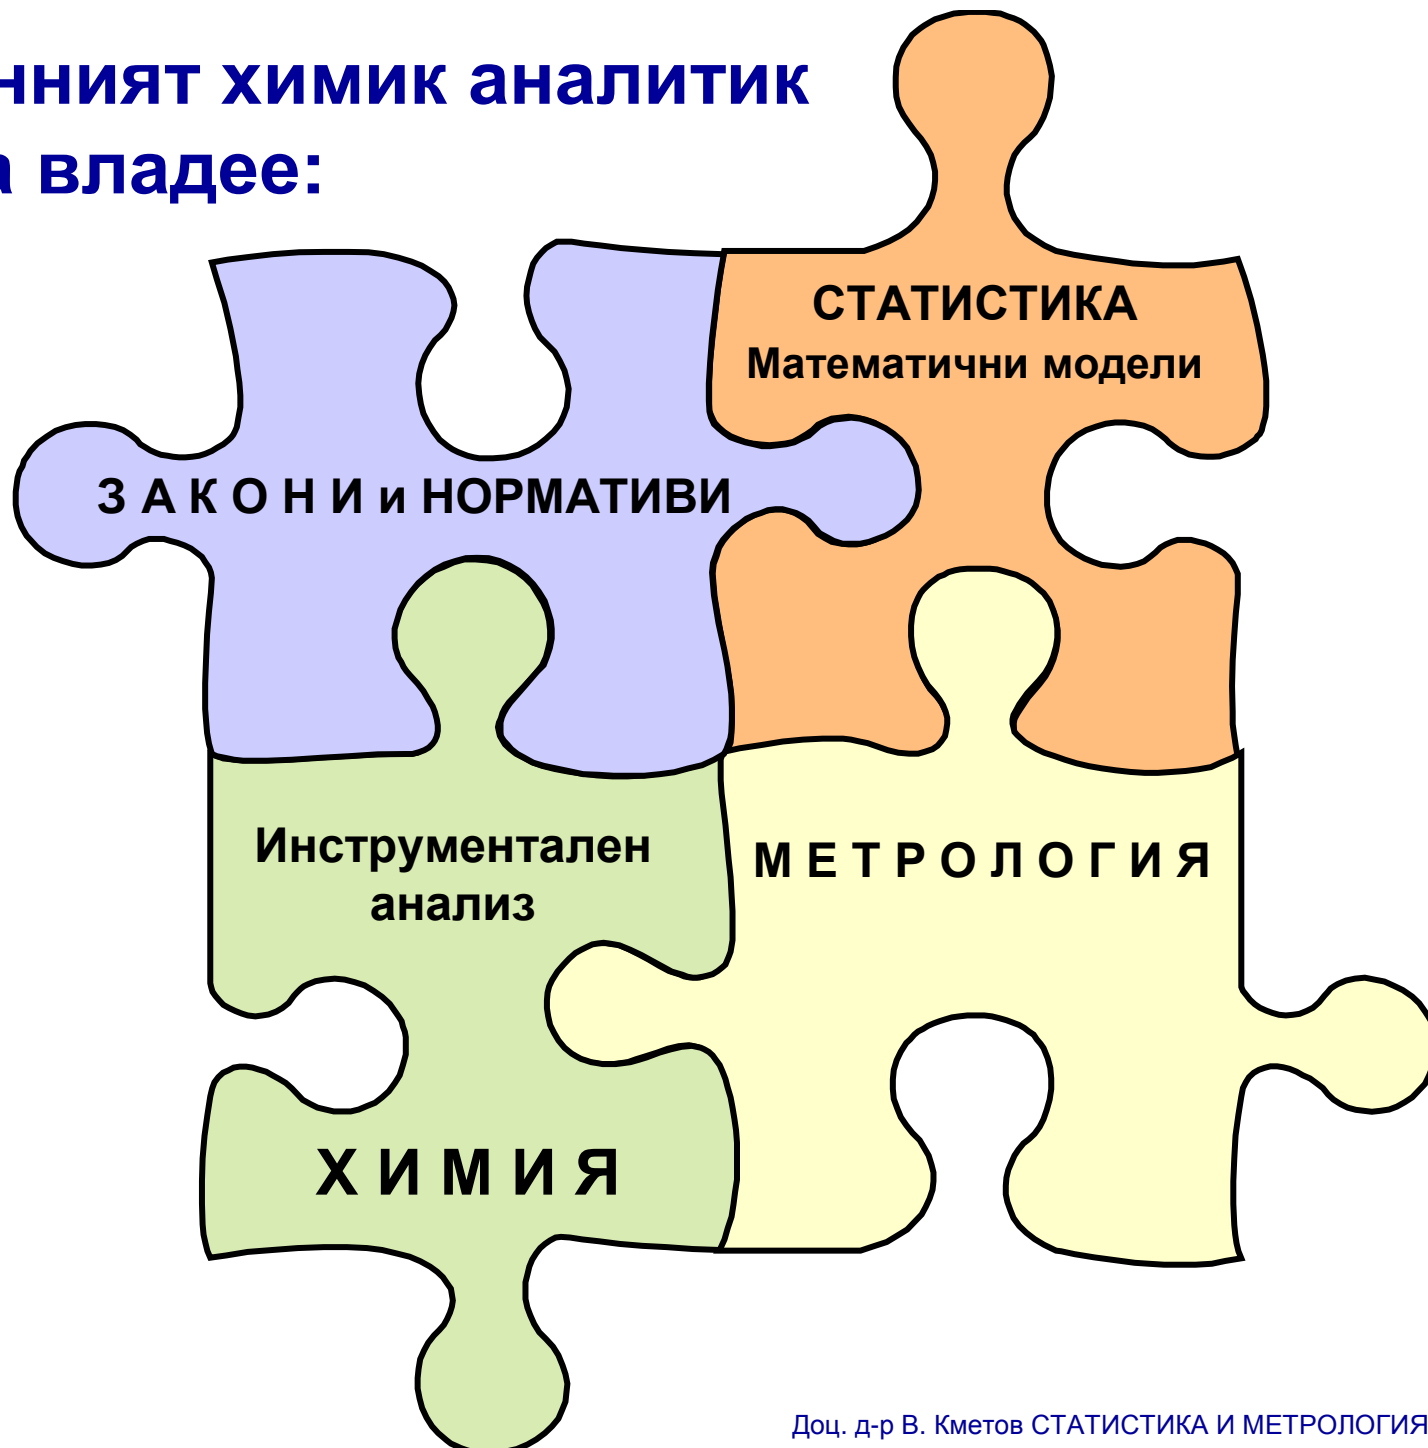 нният химик аналитик
а владее:
СТАТИСТИКА
Математични модели
З А К О Н И и НОРМАТИВИ
Инструментален
анализ
М Е Т Р О Л О Г И Я
Х И М И Я
Доц. д-р В. Кметов СТАТИСТИКА И МЕТРОЛОГИЯ